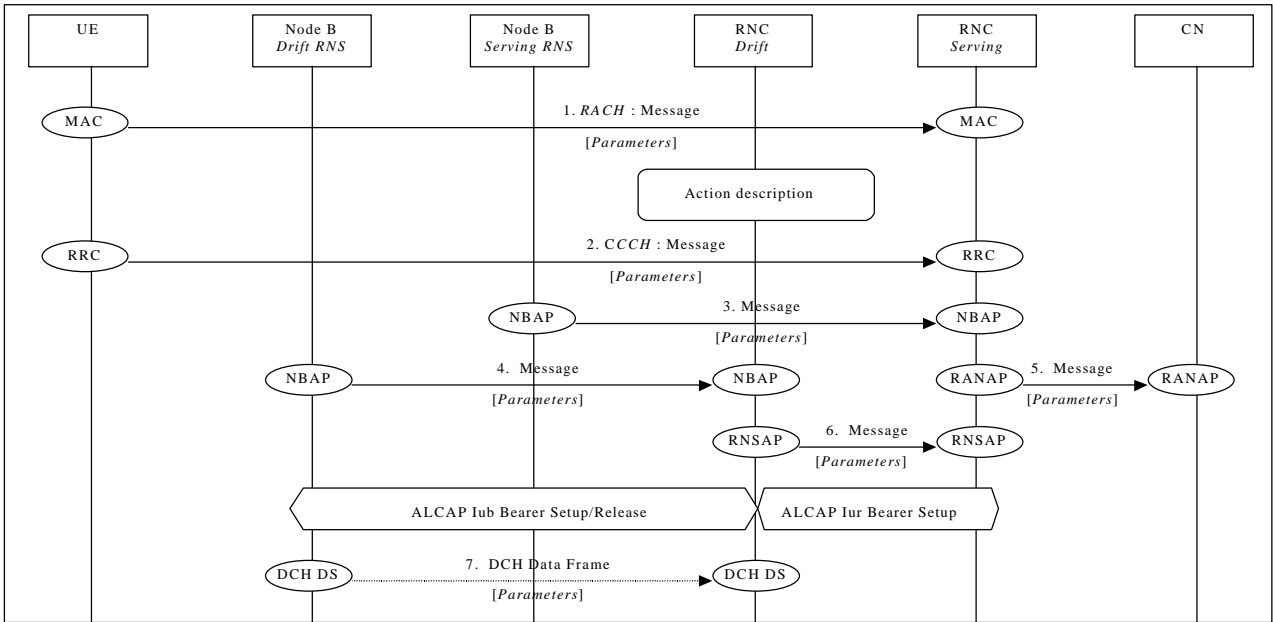 UE
Node B
Drift RNS
Node B
Serving RNS
RNC
Drift
RNC
Serving
CN
MAC
1. RACH : Message
[Parameters]
MAC
Action description
RRC
2. CCCH : Message
[Parameters]
RRC
NBAP
3. Message
[Parameters]
NBAP
NBAP
4. Message
[Parameters]
NBAP
RANAP
5. Message
[Parameters]
RANAP
RNSAP
6. Message
[Parameters]
RNSAP
ALCAP Iub Bearer Setup/Release
ALCAP Iur Bearer Setup
DCH DS
7. DCH Data Frame
[Parameters]
DCH DS